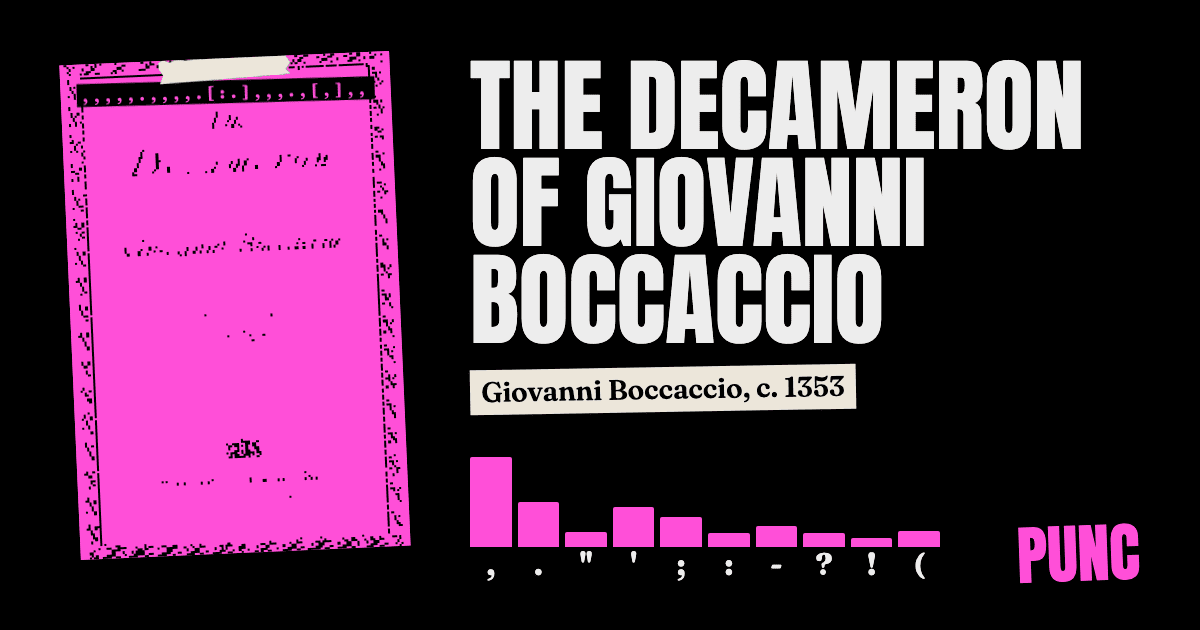 ,,,,,.,,,,.[:.],,,.,[,],,
THE DECAMERON
OF GIOVANNI
BOCCACCIO
Giovanni Boccaccio, c. 1353
, . " ' ; : - ? ! (
PUNC